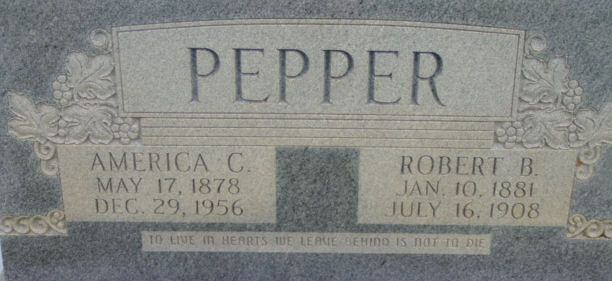 PEPPER
AMERICA C.
MAY 17, 1878
DEC. 29, 1956
ROBERT B.
JAN. 10, 1881
JULY 16, 1908
TO LIVE IN HEARTS WE LEAVE BEHIND IS NOT TO DIE